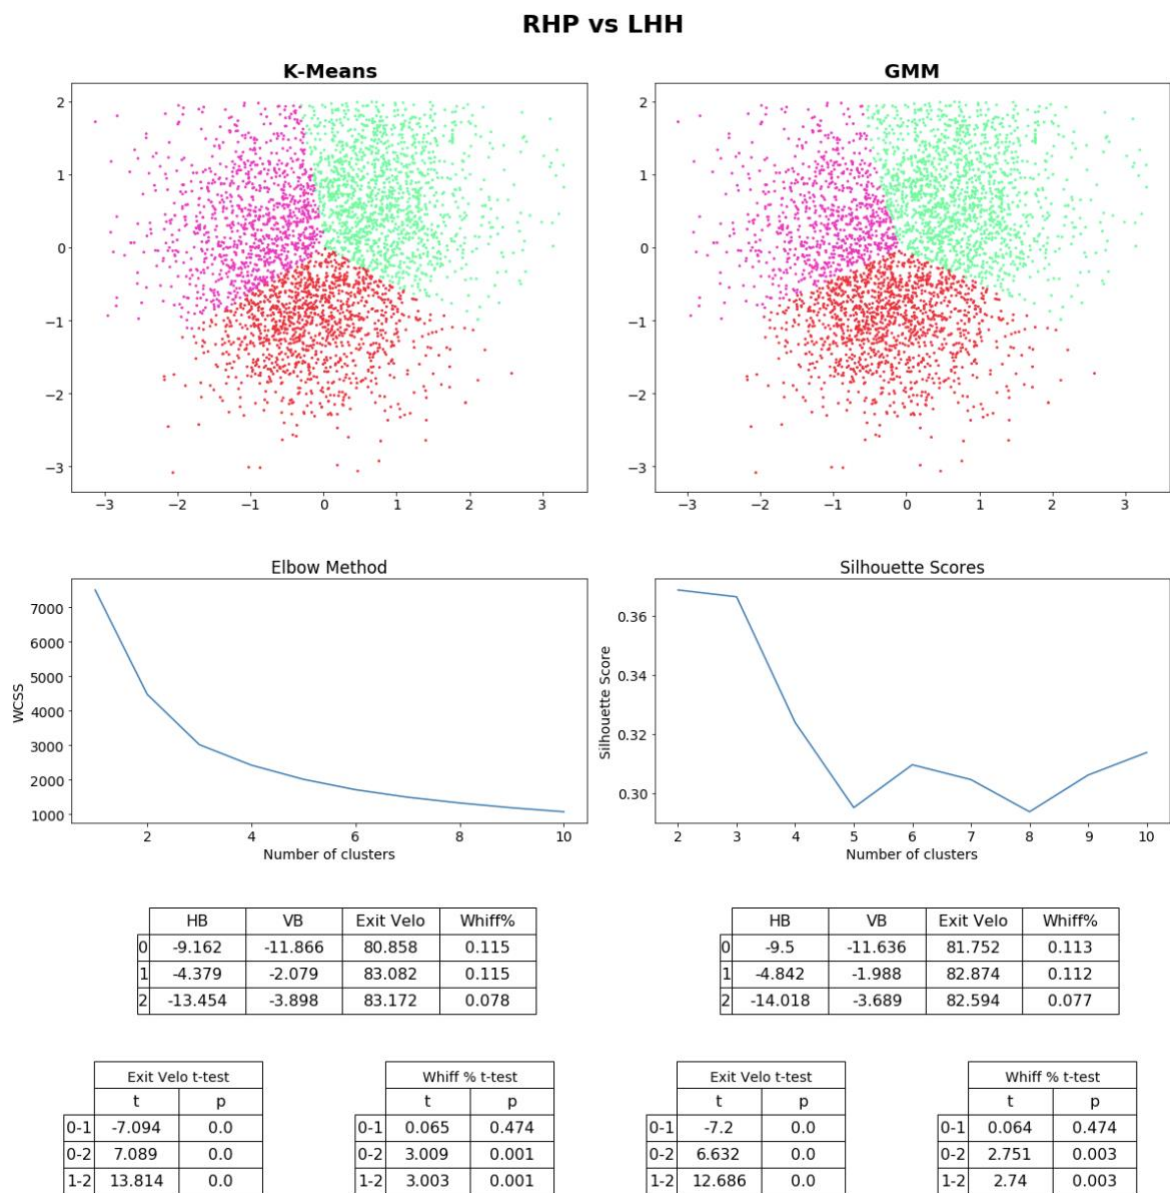 RHP vs LHH
K-Means
2
1
0
−1
−2
−3
−3 −2 −1 0 1 2 3
GMM
2
1
0
−1
−2
−3
−3 −2 −1 0 1 2 3
Elbow Method
WCSS
7000
6000
5000
4000
3000
2000
1000
2 4 6 8 10
Number of clusters
Silhouette Scores
Silhouette Score
0.36
0.34
0.32
0.30
2 3 4 5 6 7 8 9 10
Number of clusters
HB VB Exit Velo Whiff%
0 -9.162 -11.866 80.858 0.115
1 -4.379 -2.079 83.082 0.115
2 -13.454 -3.898 83.172 0.078
HB VB Exit Velo Whiff%
0 -9.5 -11.636 81.752 0.113
1 -4.842 -1.988 82.874 0.112
2 -14.018 -3.689 82.594 0.077
Exit Velo t-test
t p
0-1 -7.094 0.0
0-2 7.089 0.0
1-2 13.814 0.0
Whiff % t-test
t p
0-1 0.065 0.474
0-2 3.009 0.001
1-2 3.003 0.001
Exit Velo t-test
t p
0-1 -7.2 0.0
0-2 6.632 0.0
1-2 12.686 0.0
Whiff % t-test
t p
0-1 0.064 0.474
0-2 2.751 0.003
1-2 2.74 0.003